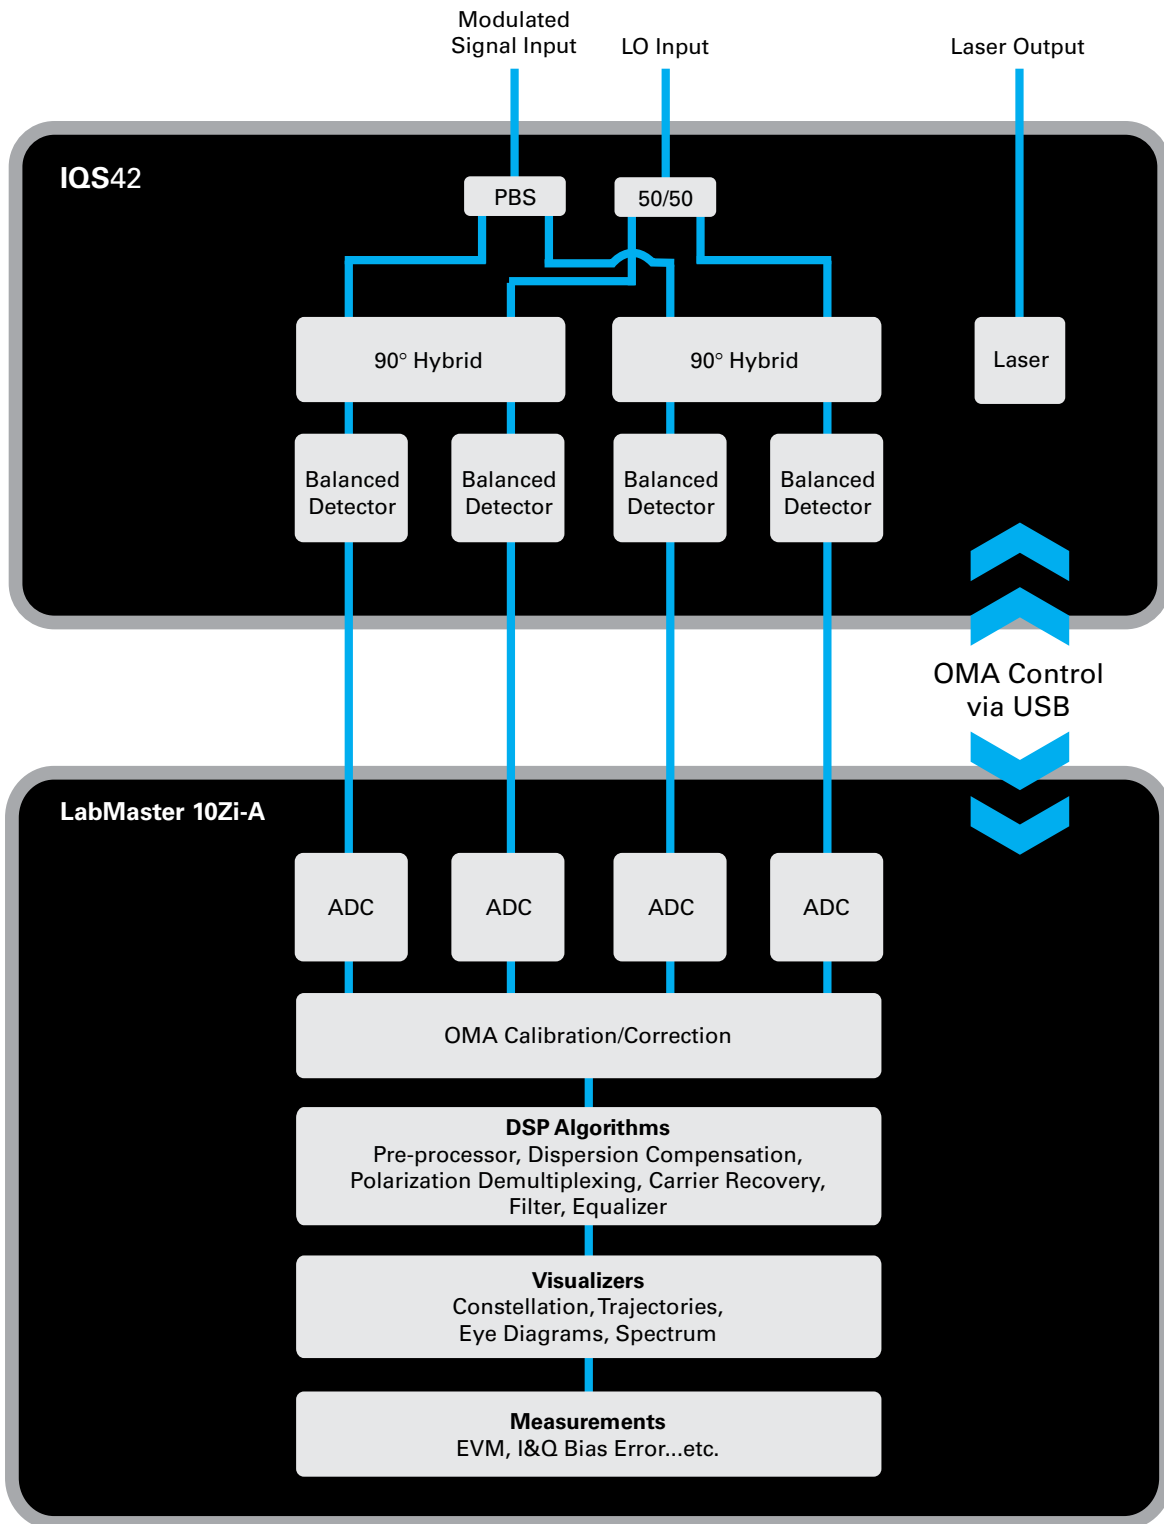 Modulated
Signal Input
LO Input
Laser Output
IQS42
PBS
50/50
90° Hybrid
90° Hybrid
Laser
Balanced
Detector
Balanced
Detector
Balanced
Detector
Balanced
Detector
OMA Control
via USB
LabMaster 10Zi-A
ADC
ADC
ADC
ADC
OMA Calibration/Correction
DSP Algorithms
Pre-processor, Dispersion Compensation,
Polarization Demultiplexing, Carrier Recovery,
Filter, Equalizer
Visualizers
Constellation, Trajectories,
Eye Diagrams, Spectrum
Measurements
EVM, I&Q Bias Error...etc.